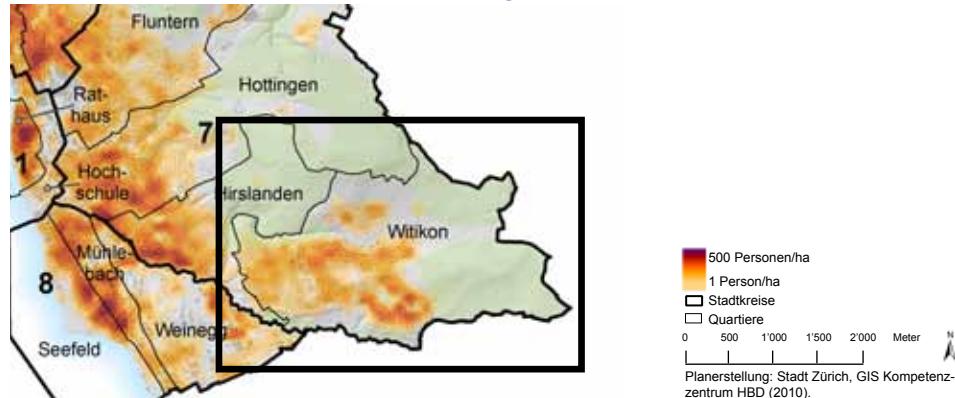 Fluntern
Hottingen
Rat-
haus
7
1
Hoch-
schule
Hirslanden
Witikon
Mühle-
bach
8
Weinegg
Seefeld
500 Personen/ha
1 Person/ha
Stadtkreise
Quartiere
0 500 1'000 1'500 2'000 Meter
N
Planerstellung: Stadt Zürich, GIS Kompetenz-
zentrum HBD (2010).